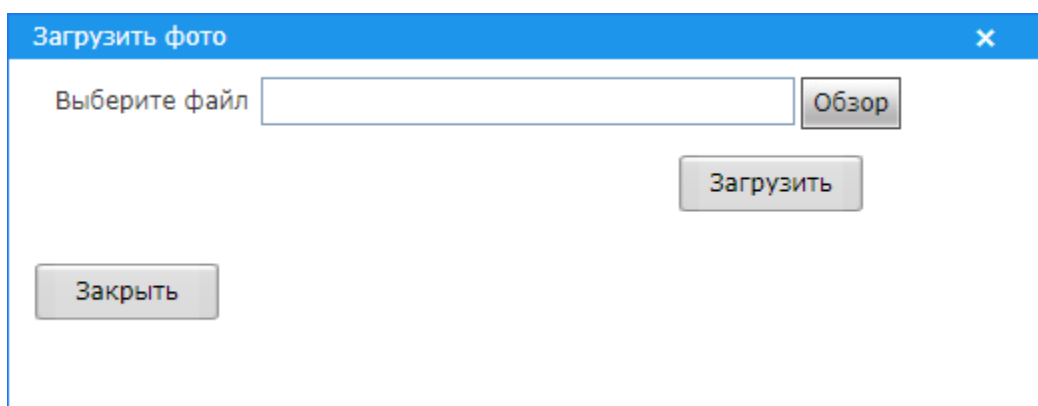 Загрузить фото
Выберите файл Обзор
Загрузить
Закрыть